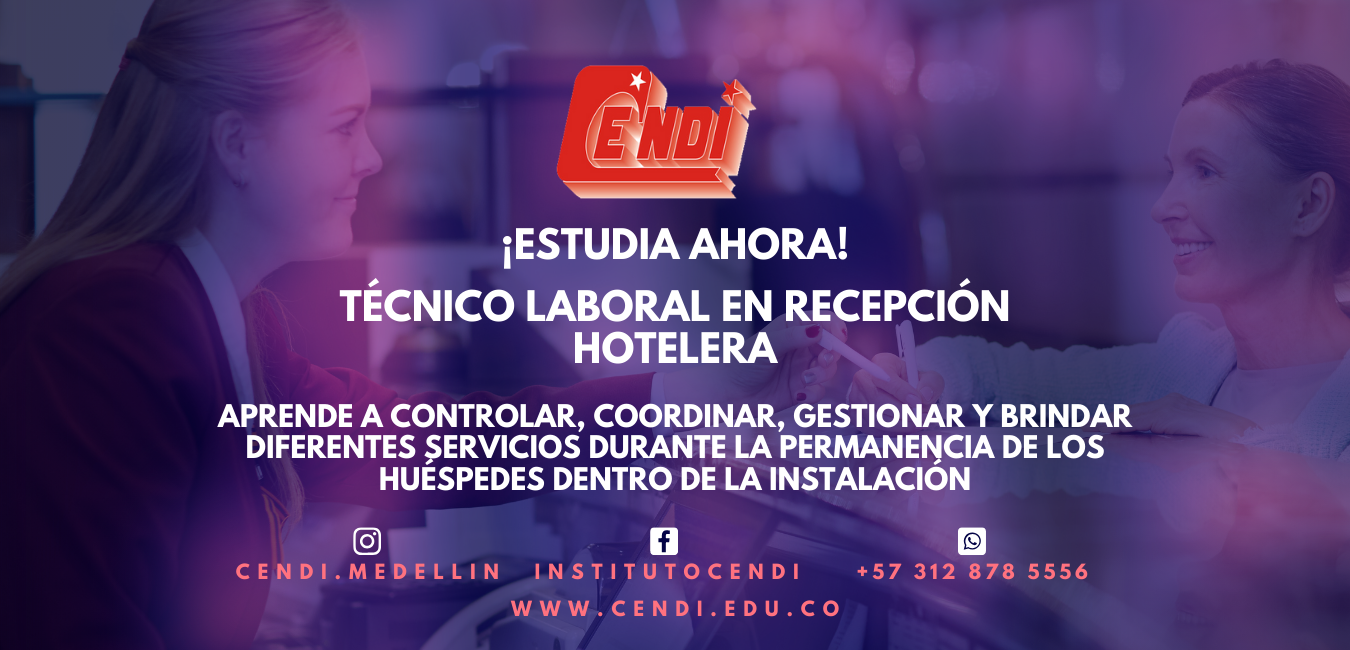 CENDI
¡ESTUDIA AHORA!
TÉCNICO LABORAL EN RECEPCIÓN
HOTELERA
APRENDE A CONTROLAR, COORDINAR, GESTIONAR Y BRINDAR
DIFERENTES SERVICIOS DURANTE LA PERMANENCIA DE LOS
HUÉSPEDES DENTRO DE LA INSTALACIÓN
CENDI.MEDELLIN INSTITUTOCENDI +57 312 878 5556
WWW.CENDI.EDU.CO